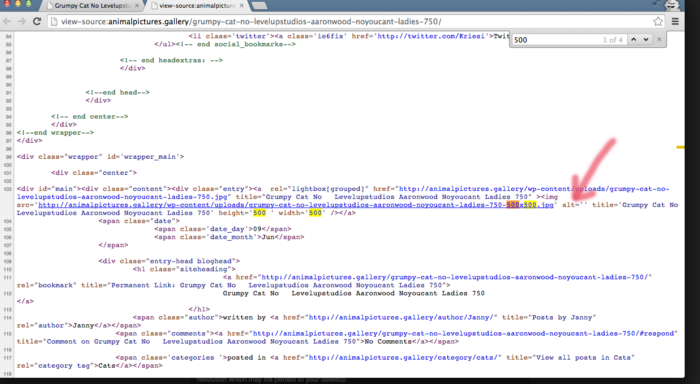 Grumpy Cat No Levelupstu
view-source:animalpicture
view-source:animalpictures.gallery/grumpy-cat-no-levelupstudios-aaronwood-noyoucant-ladies-750/
500 1 of 4
84 <li class='twitter'><a class='ie6fix' href='http://twitter.com/Kriesi'>Twit
85 </ul><!-- end social_bookmarks-->
86
87 <!-- end headextras: -->
88 </div>
89
90
91 <!--end head-->
92 </div>
93
94 <!-- end center-->
95 </div>
96 <!--end wrapper-->
97 </div>
98
99 <div class="wrapper" id='wrapper_main'>
100
101 <div class="center">
102
103 <div id="main"><div class="content"><div class="entry"><a rel="lightbox[grouped]" href="http://animalpictures.gallery/wp-content/uploads/grumpy-cat-no-
levelupstudios-aaronwood-noyoucant-ladies-750.jpg" title="Grumpy Cat No Levelupstudios Aaronwood Noyoucant Ladies 750" ><img
src='http://animalpictures.gallery/wp-content/uploads/grumpy-cat-no-levelupstudios-aaronwood-noyoucant-ladies-750-500x500.jpg' alt='' title='Grumpy Cat No
Levelupstudios Aaronwood Noyoucant Ladies 750' height='500 ' width='500' /></a>
104 <span class="date">
105 <span class='date_day'>09</span>
106 <span class='date_month'>Jun</span>
107 </span>
108
109 <div class="entry-head bloghead">
110 <h1 class="siteheading">
111 <a href="http://animalpictures.gallery/grumpy-cat-no-levelupstudios-aaronwood-noyoucant-ladies-750/"
rel="bookmark" title="Permanent Link: Grumpy Cat No Levelupstudios Aaronwood Noyoucant Ladies 750">
112 Grumpy Cat No Levelupstudios Aaronwood Noyoucant Ladies 750
</a>
113 </h1>
114 <span class="author">written by <a href="http://animalpictures.gallery/author/Janny/" title="Posts by Janny"
rel="author">Janny</a></span>
115 <span class="comments"><a href="http://animalpictures.gallery/grumpy-cat-no-levelupstudios-aaronwood-noyoucant-ladies-750/#respond"
title="Comment on Grumpy Cat No Levelupstudios Aaronwood Noyoucant Ladies 750">No Comments</a></span>
116
117 <span class='categories '>posted in <a href="http://animalpictures.gallery/category/cats/" title="View all posts in Cats"
rel="category tag">Cats</a></span>
118